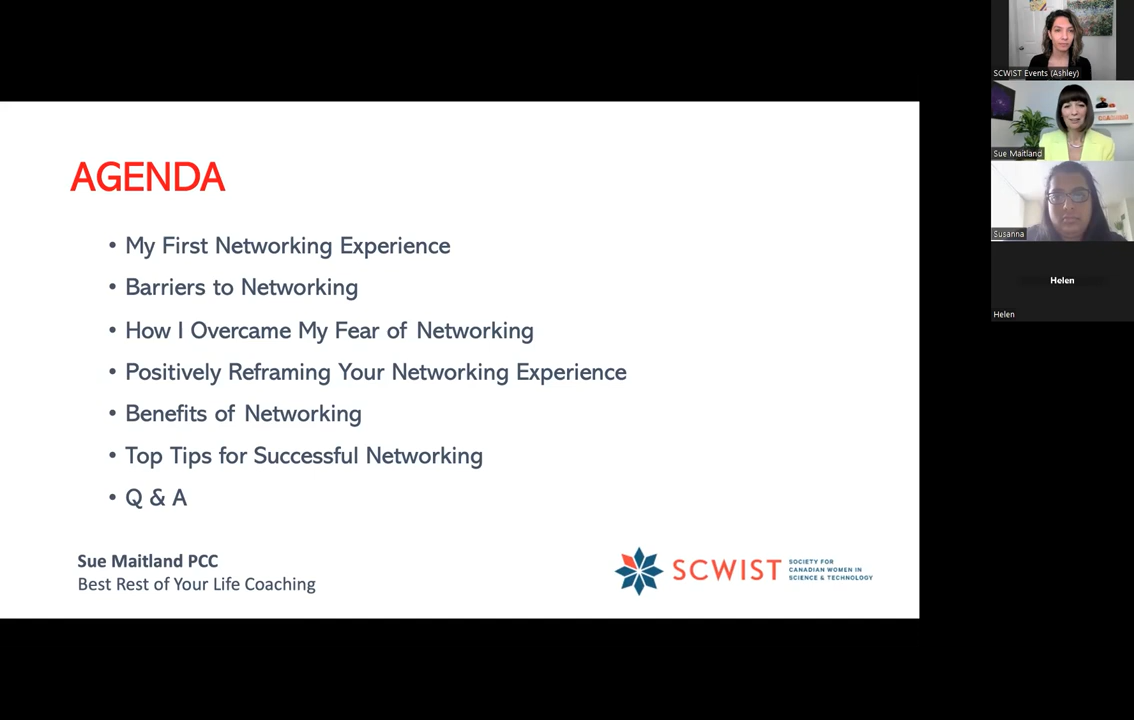 AGENDA
• My First Networking Experience
• Barriers to Networking
• How I Overcame My Fear of Networking
• Positively Reframing Your Networking Experience
• Benefits of Networking
• Top Tips for Successful Networking
• Q & A
Sue Maitland PCC
Best Rest of Your Life Coaching
SCWIST
SOCIETY FOR
CANADIAN WOMEN IN
SCIENCE & TECHNOLOGY
SCWIST Events (Ashley)
Sue Maitland
Susanna
Helen
Helen